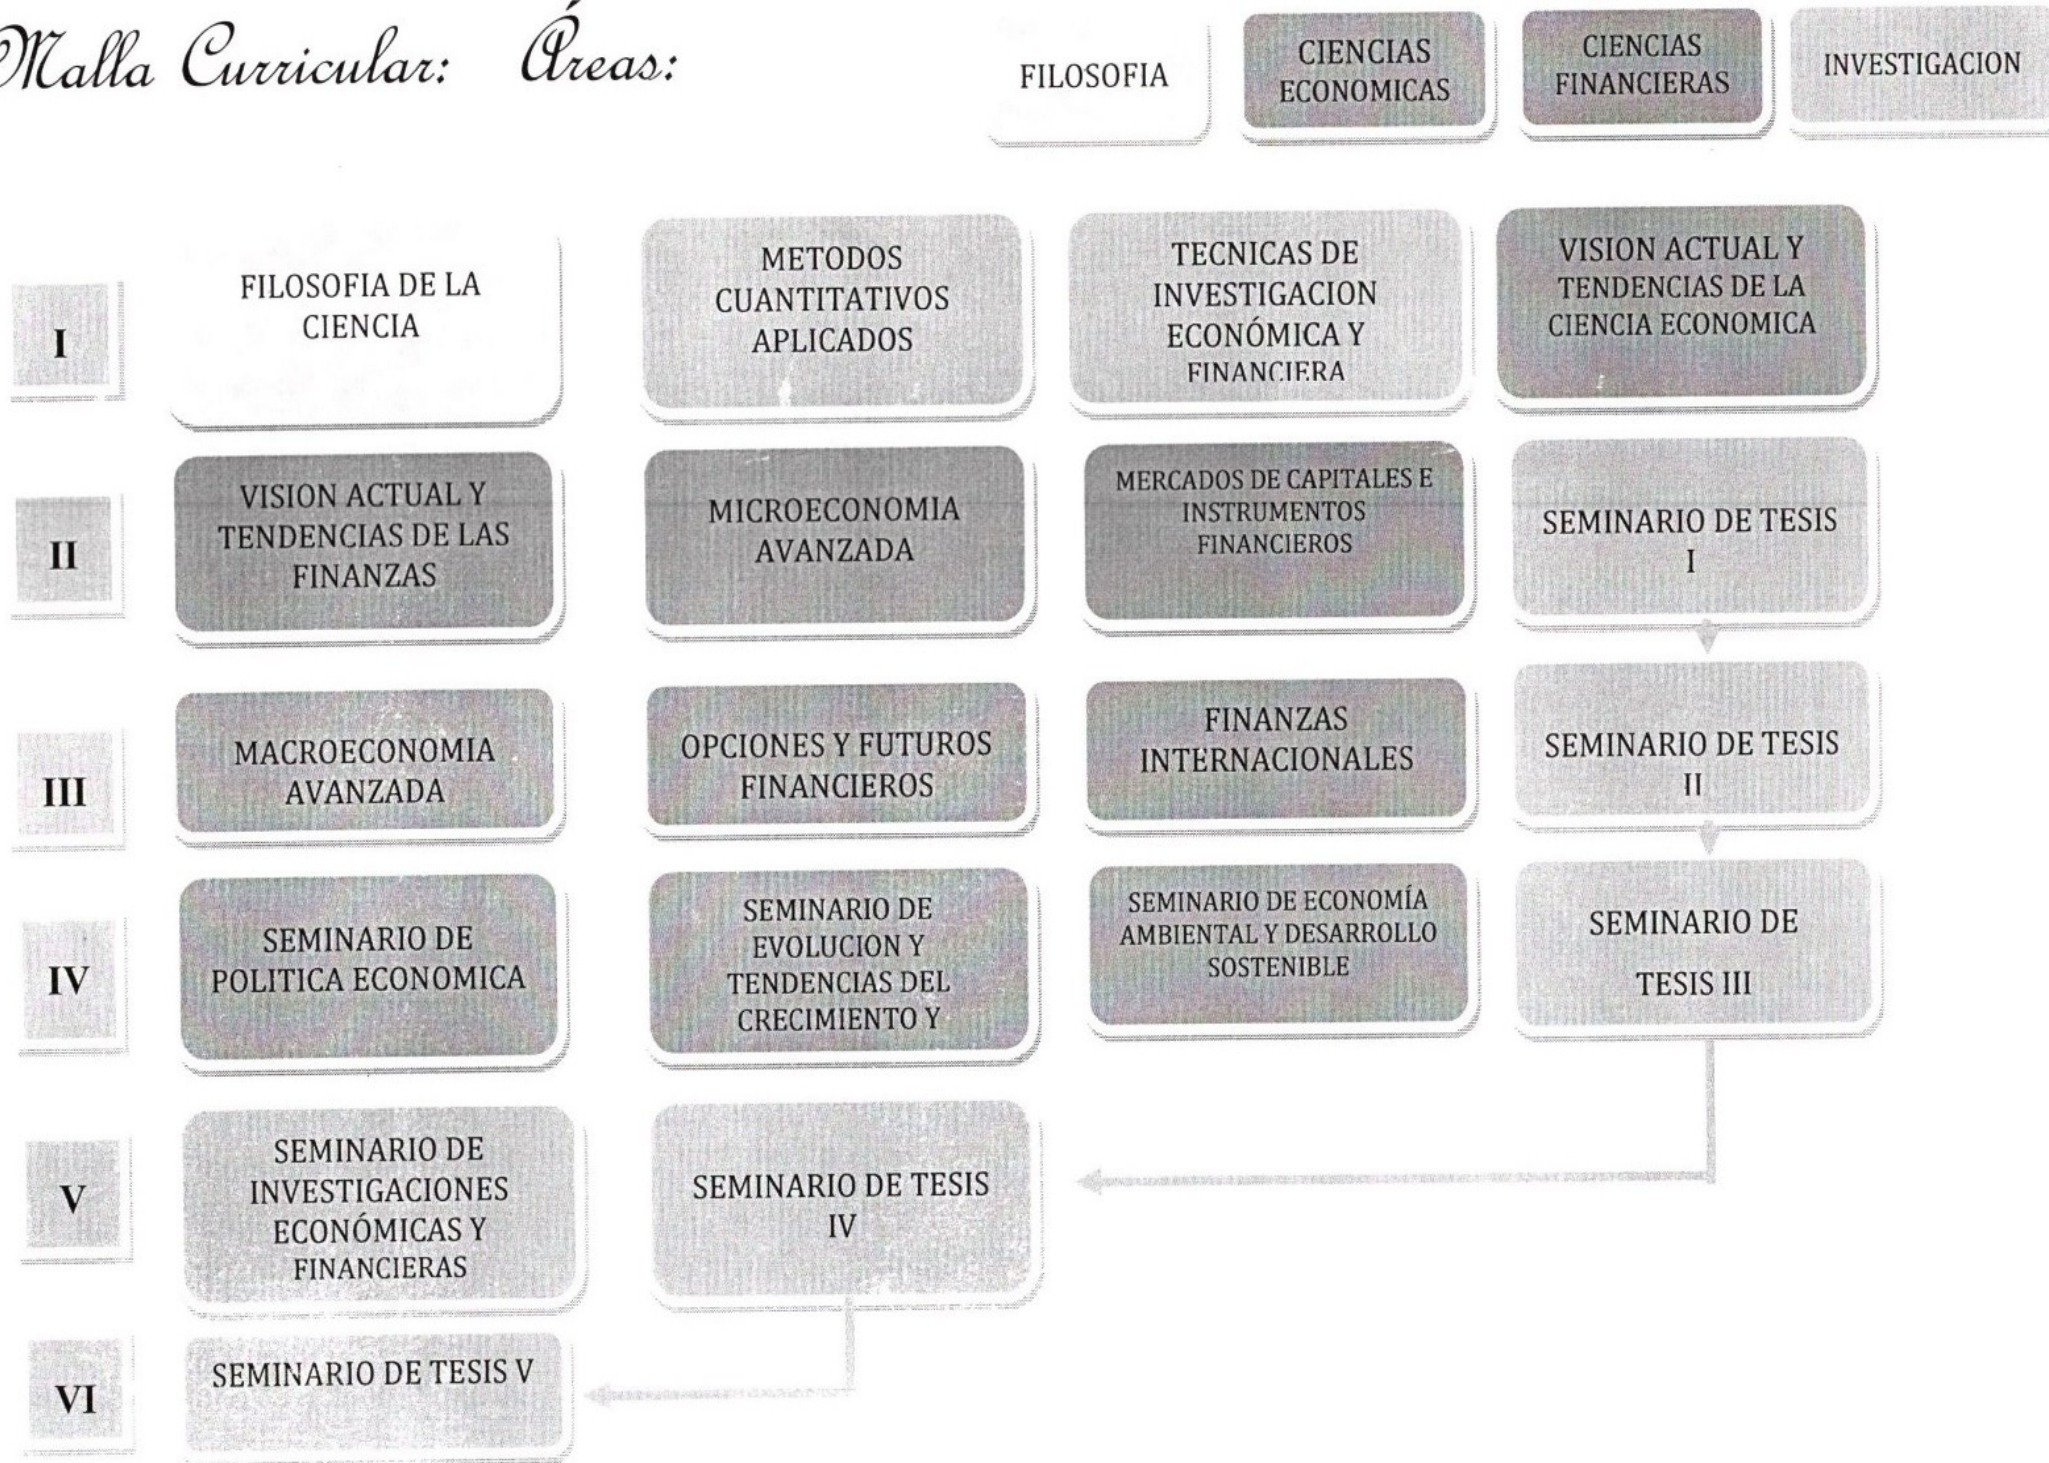 Malla Curricular: Áreas:
FILOSOFIA
CIENCIAS
ECONOMICAS
CIENCIAS
FINANCIERAS
INVESTIGACION
I
FILOSOFIA DE LA
CIENCIA
METODOS
CUANTITATIVOS
APLICADOS
TECNICAS DE
INVESTIGACION
ECONÓMICA Y
FINANCIERA
VISION ACTUAL Y
TENDENCIAS DE LA
CIENCIA ECONOMICA
II
VISION ACTUAL Y
TENDENCIAS DE LAS
FINANZAS
MICROECONOMIA
AVANZADA
MERCADOS DE CAPITALES E
INSTRUMENTOS
FINANCIEROS
SEMINARIO DE TESIS
I
III
MACROECONOMIA
AVANZADA
OPCIONES Y FUTUROS
FINANCIEROS
FINANZAS
INTERNACIONALES
SEMINARIO DE TESIS
II
IV
SEMINARIO DE
POLITICA ECONOMICA
SEMINARIO DE
EVOLUCION Y
TENDENCIAS DEL
CRECIMIENTO Y
SEMINARIO DE ECONOMÍA
AMBIENTAL Y DESARROLLO
SOSTENIBLE
SEMINARIO DE
TESIS III
V
SEMINARIO DE
INVESTIGACIONES
ECONÓMICAS Y
FINANCIERAS
SEMINARIO DE TESIS
IV
VI
SEMINARIO DE TESIS V